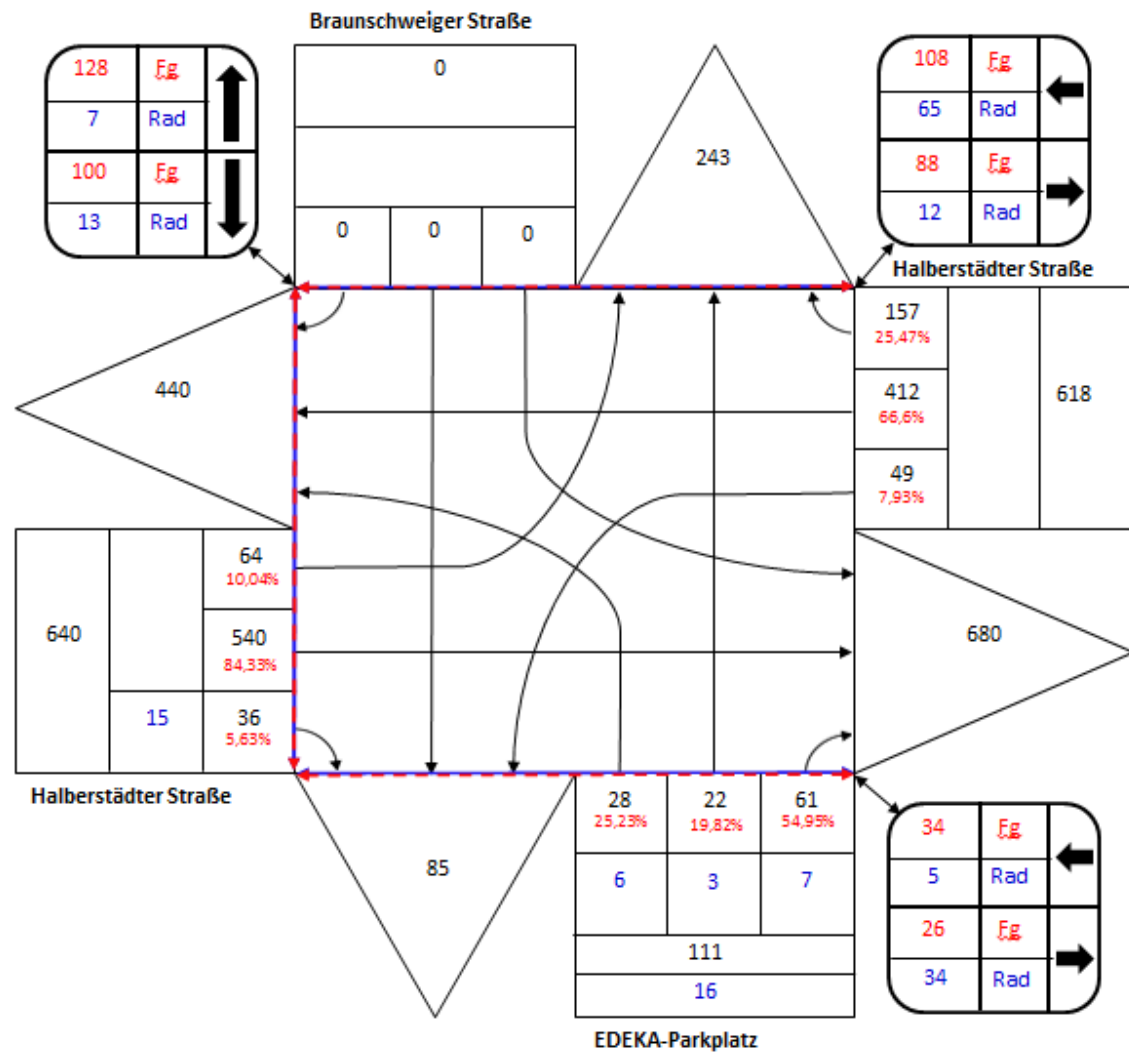 Braunschweiger Straße
128 Fg
7 Rad
100 Fg
13 Rad
0
0 0 0
243
108 Fg
65 Rad
88 Fg
12 Rad
Halberstädter Straße
157
25,47%
412
66,6%
49
7,93%
618
440
640
64
10,04%
540
84,33%
15
36
5,63%
Halberstädter Straße
680
85
28 22 61
25,23% 19,82% 54,95%
6 3 7
111
16
EDEKA-Parkplatz
34 Fg
5 Rad
26 Fg
34 Rad